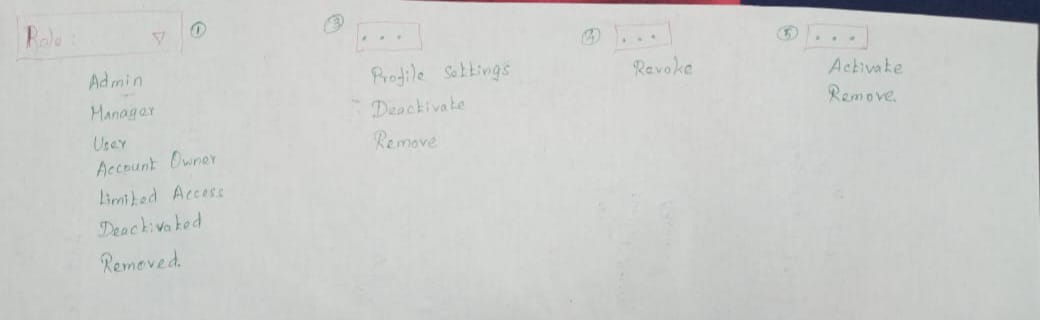 Role : ▽ ①
Admin
Manager
User
Account Owner
Limited Access
Deactivated
Removed.
③ ...
Profile Settings
Deactivate
Remove
④ ...
Revoke
⑤ ...
Activate
Remove.